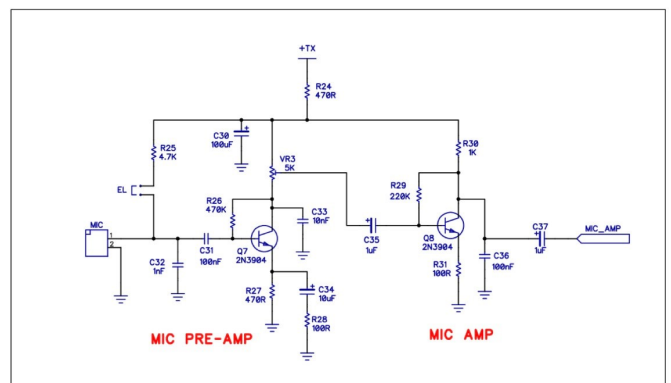 +TX
R24
470R
R25
4.7K
C30
+
100uF
VR3
5K
R30
1K
EL
R26
470K
R29
220K
MIC
1
2
C33
10nF
C32
1nF
C31
100nF
Q7
2N3904
+
C35
1uF
Q8
2N3904
C37
+
1uF
MIC_AMP
R27
470R
+
C34
10uF
R28
100R
R31
100R
C36
100nF
MIC PRE-AMP
MIC AMP